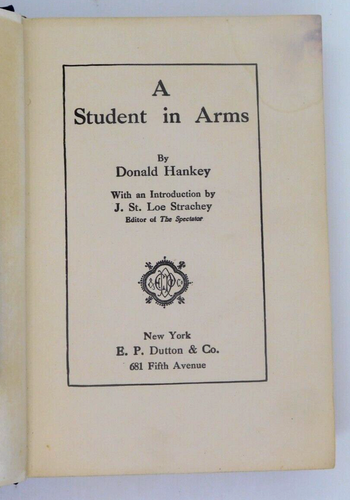 A
Student in Arms
By
Donald Hankey
With an Introduction by
J. St. Loe Strachey
Editor of The Spectator
New York
E. P. Dutton & Co.
681 Fifth Avenue